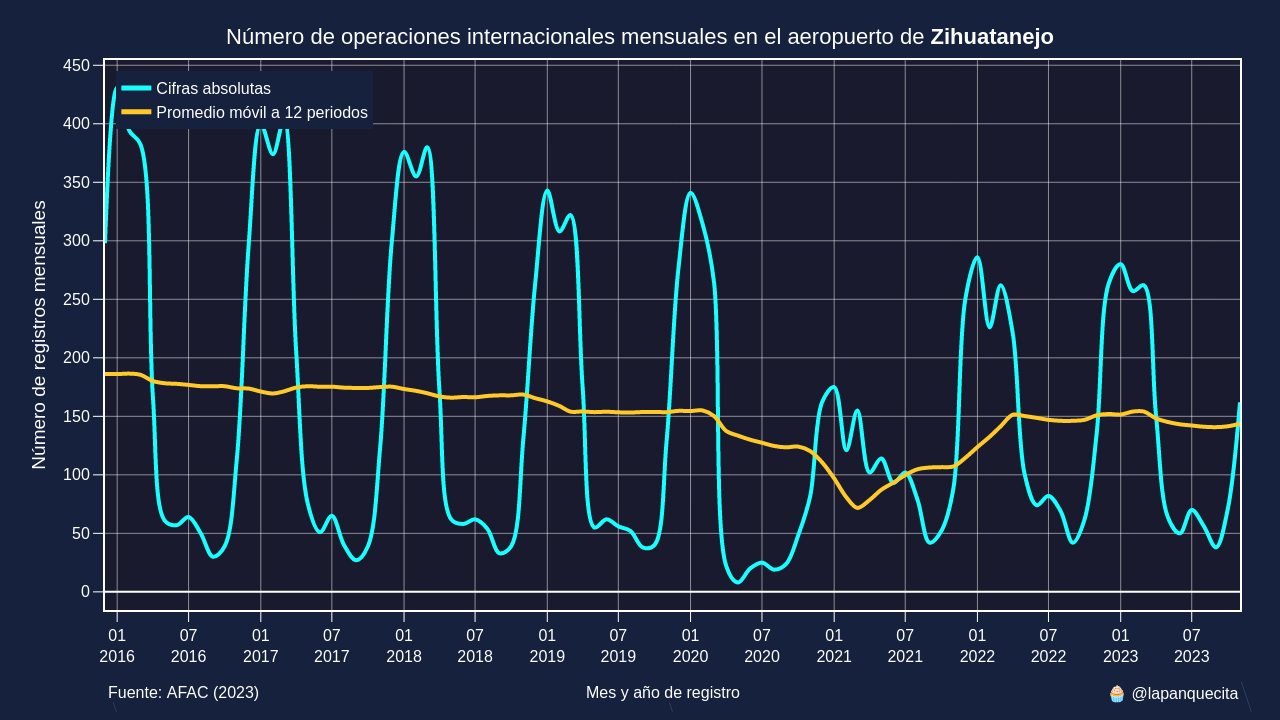 Número de operaciones internacionales mensuales en el aeropuerto de Zihuatanejo
Cifras absolutas
Promedio móvil a 12 periodos
Número de registros mensuales
450
400
350
300
250
200
150
100
50
0
01 07 01 07 01 07 01 07 01 07 01 07 01 07 01 07
2016 2016 2017 2017 2018 2018 2019 2019 2020 2020 2021 2021 2022 2022 2023 2023
Fuente: AFAC (2023) Mes y año de registro 🧁 @lapanquecita